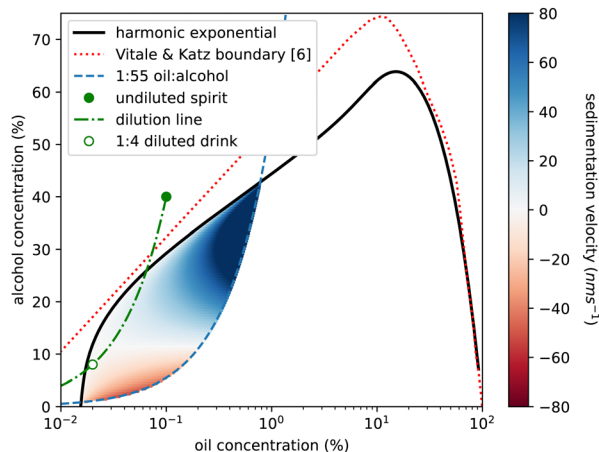 harmonic exponential
Vitale & Katz boundary [6]
1:55 oil:alcohol
undiluted spirit
dilution line
1:4 diluted drink
alcohol concentration (%)
70
60
50
40
30
20
10
0
10⁻²
10⁻¹
10⁰
10¹
10²
oil concentration (%)
80
60
40
20
0
−20
−40
−60
−80
sedimentation velocity (nms⁻¹)